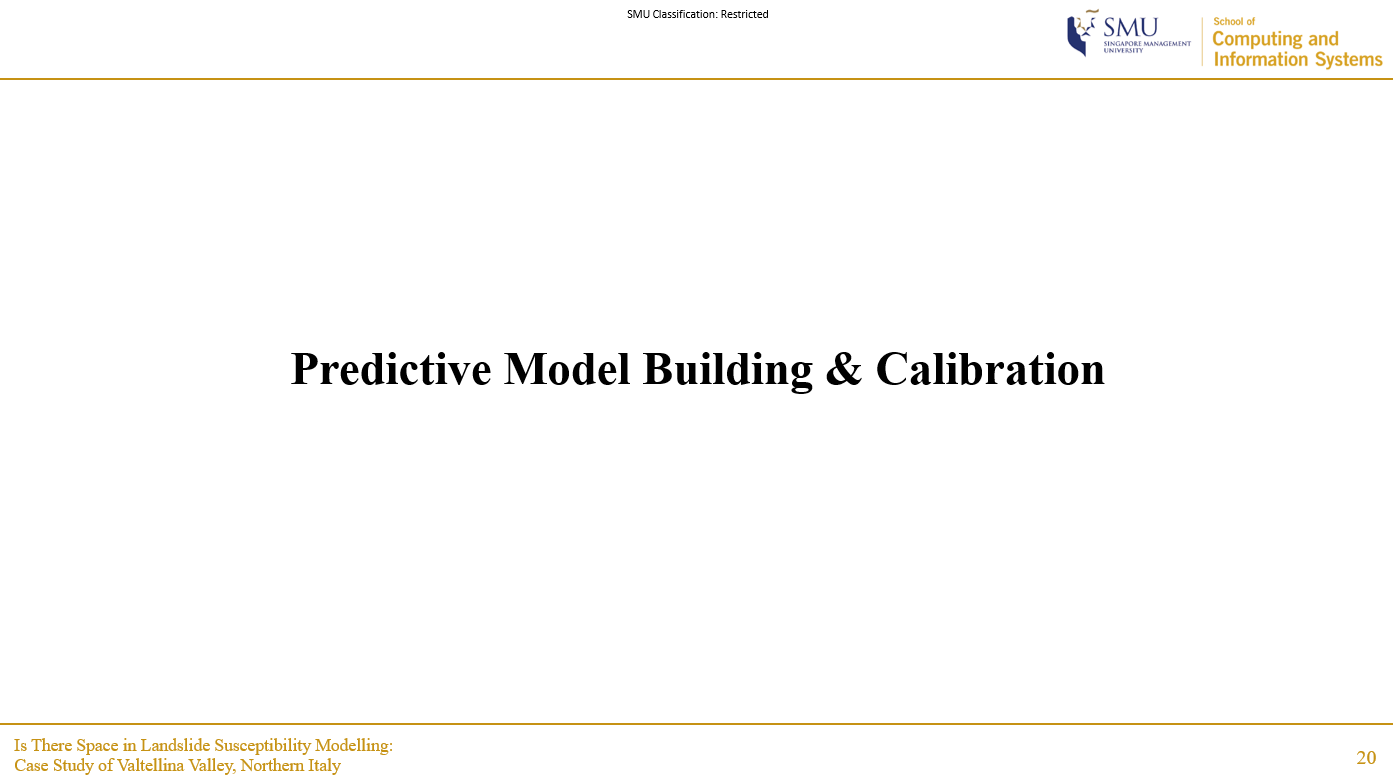 SMU Classification: Restricted
SMU
SINGAPORE MANAGEMENT
UNIVERSITY
School of
Computing and
Information Systems
Predictive Model Building & Calibration
Is There Space in Landslide Susceptibility Modelling:
Case Study of Valtellina Valley, Northern Italy
20